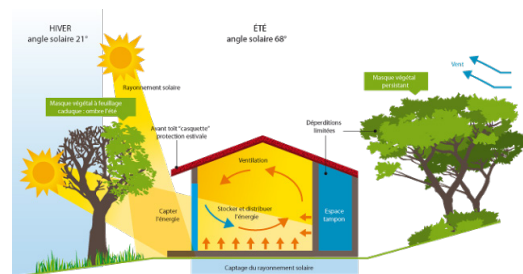 HIVER
angle solaire 21°
ÉTÉ
angle solaire 68°
Rayonnement solaire
Masque végétal à feuillage
caduque : ombre l'été
Avant toit "casquette"
protection estivale
Déperditions
limitées
Masque végétal
persistant
Vent
Ventilation
Capter
l'énergie
Stocker et distribuer
l'énergie
Espace
tampon
Captage du rayonnement solaire